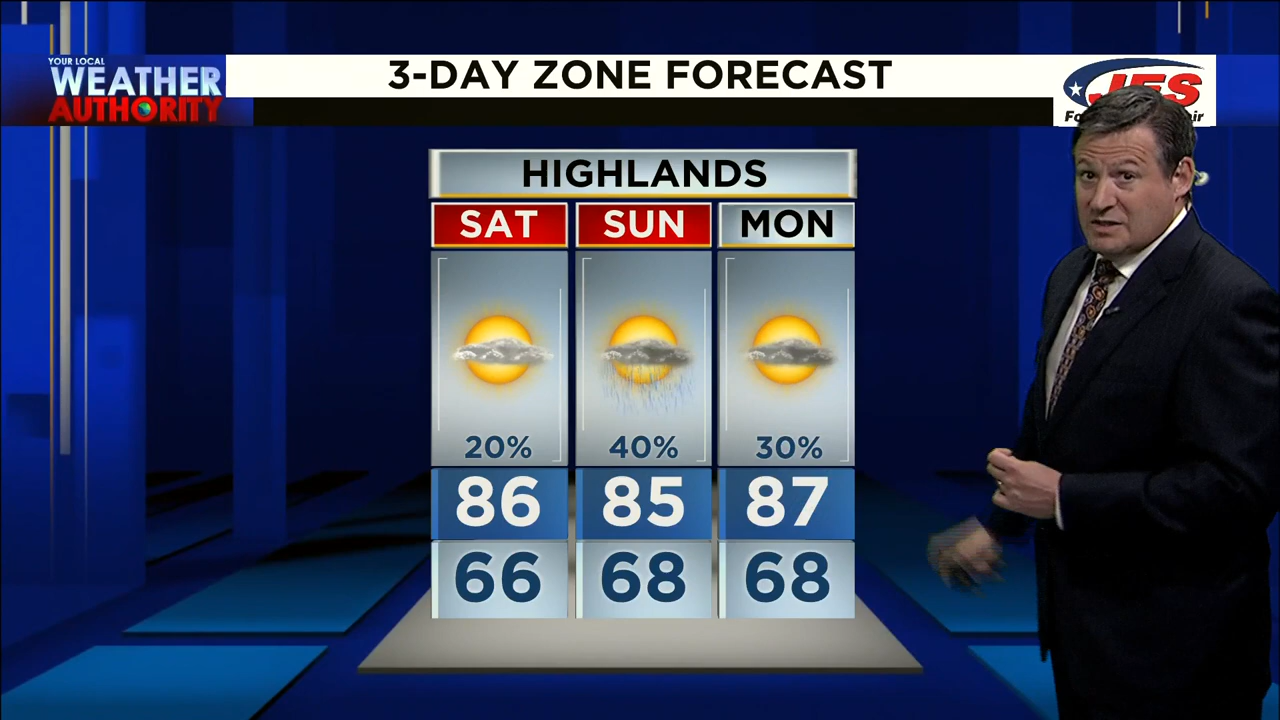 YOUR LOCAL
WEATHER
AUTHORITY
3-DAY ZONE FORECAST
JES
HIGHLANDS
SAT SUN MON
20% 40% 30%
86 85 87
66 68 68